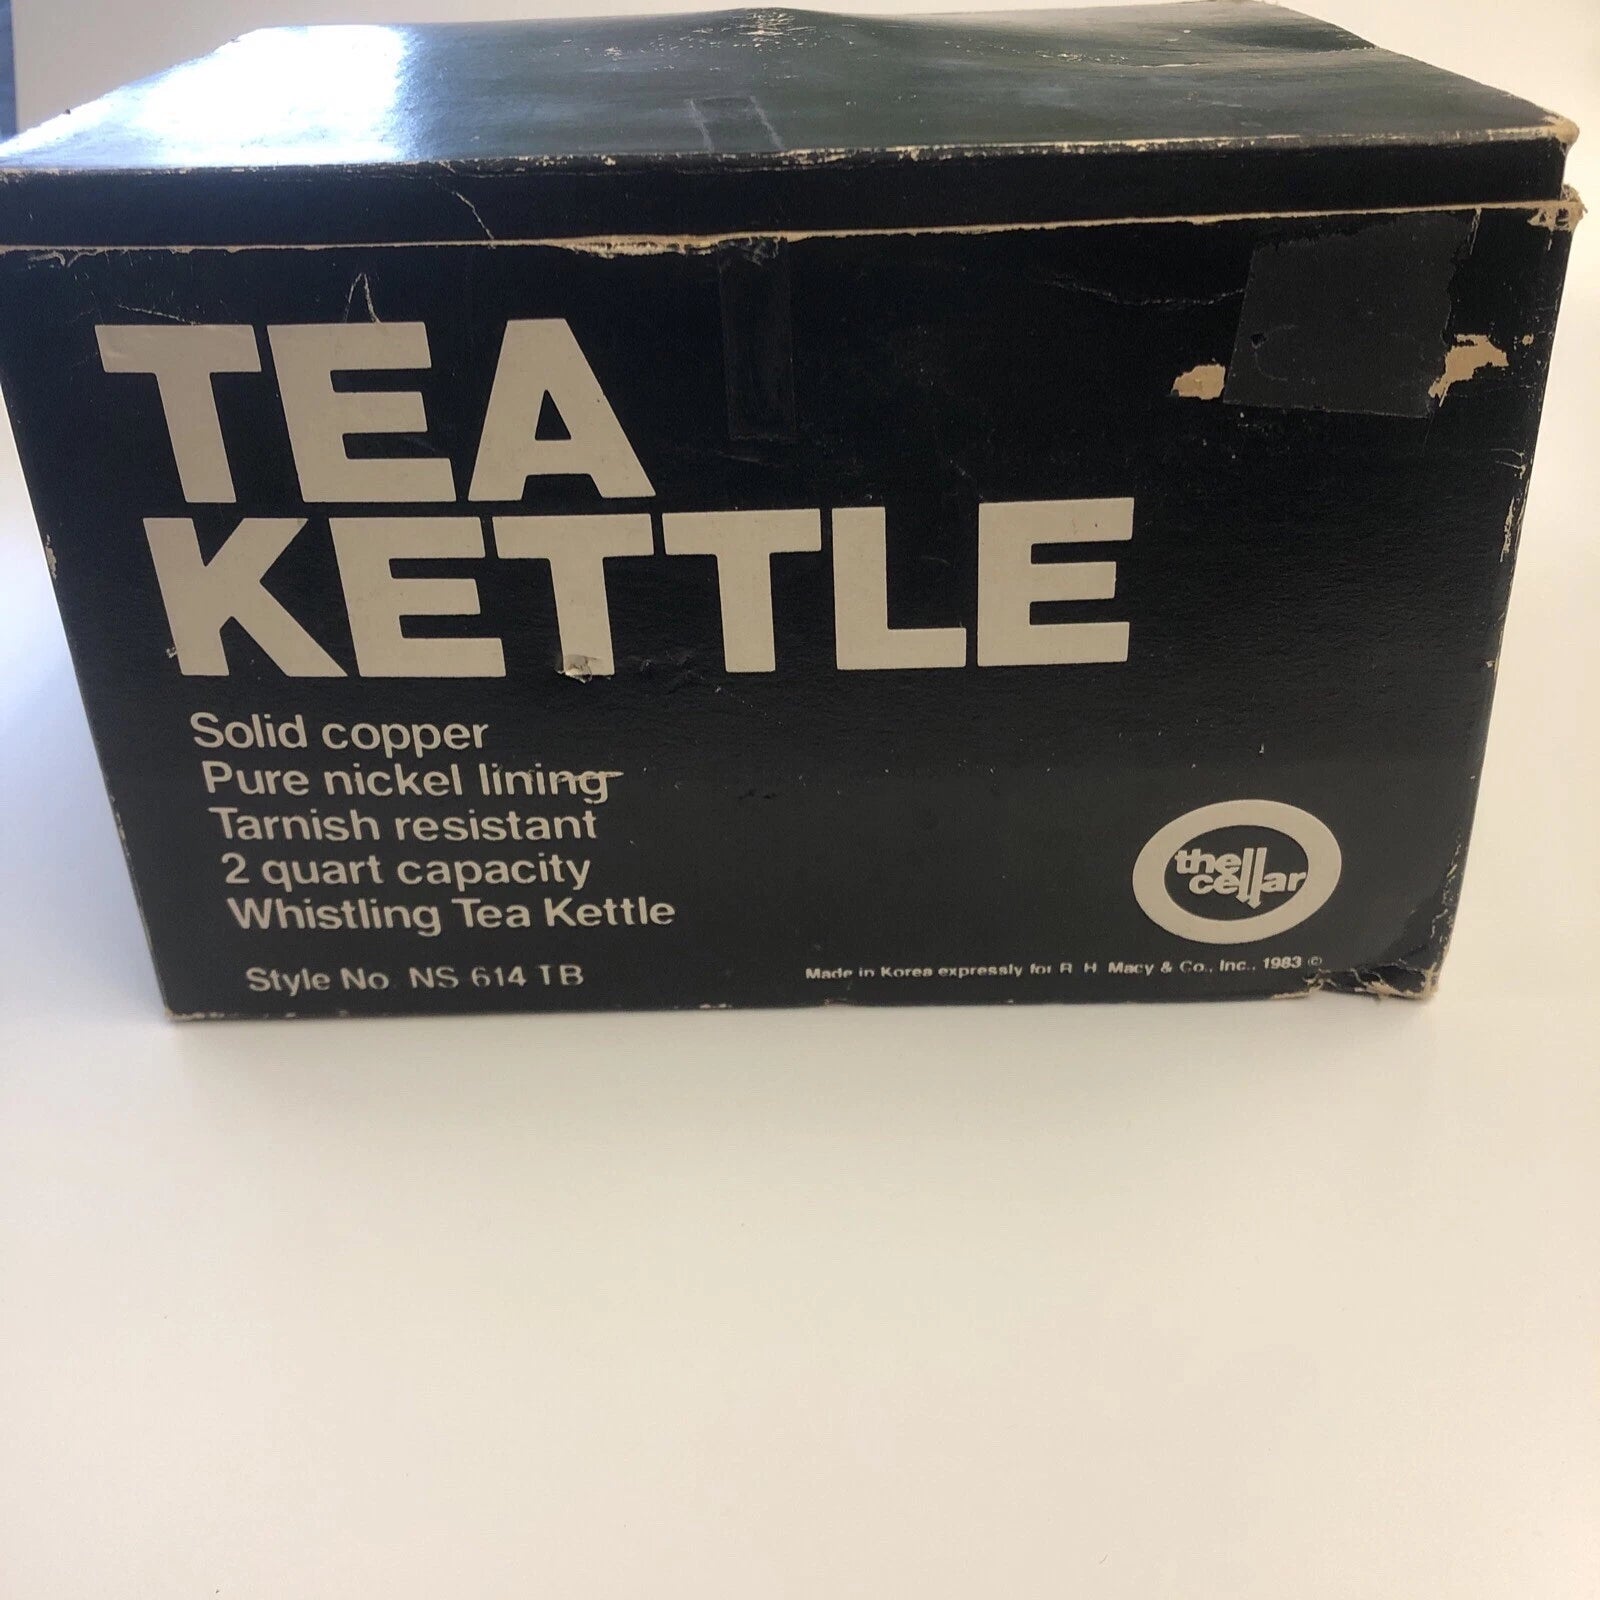 TEA
KETTLE
Solid copper
Pure nickel lining
Tarnish resistant
2 quart capacity
Whistling Tea Kettle
Style No. NS 614 TB
the
cellar
Made in Korea expressly for R. H. Macy & Co., Inc., 1983 ©